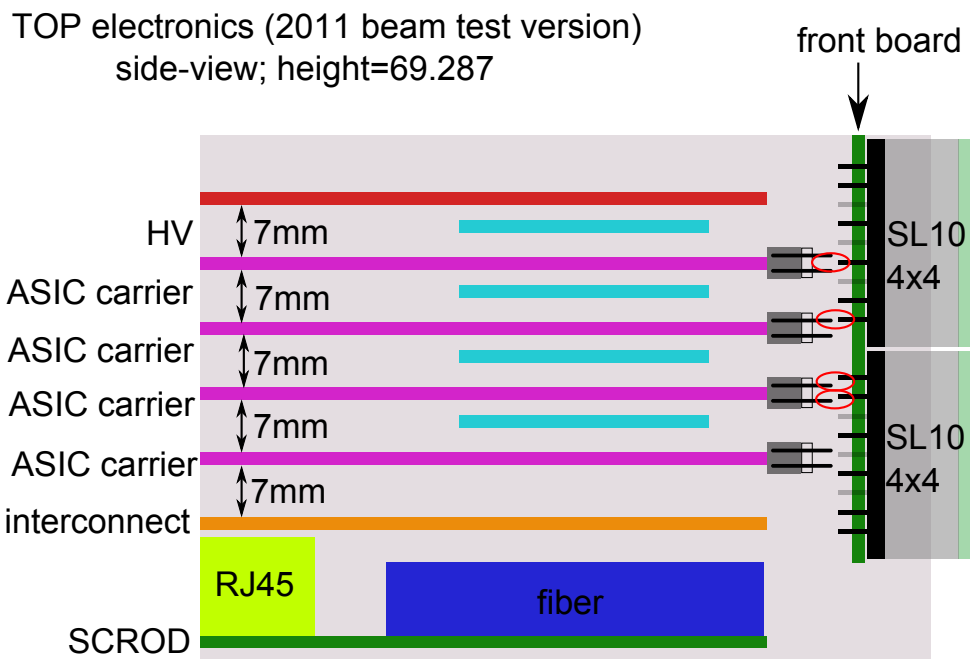 TOP electronics (2011 beam test version)
side-view; height=69.287
front board
HV
7mm
SL10
4x4
ASIC carrier
7mm
ASIC carrier
7mm
ASIC carrier
7mm
SL10
4x4
ASIC carrier
7mm
interconnect
RJ45
fiber
SCROD